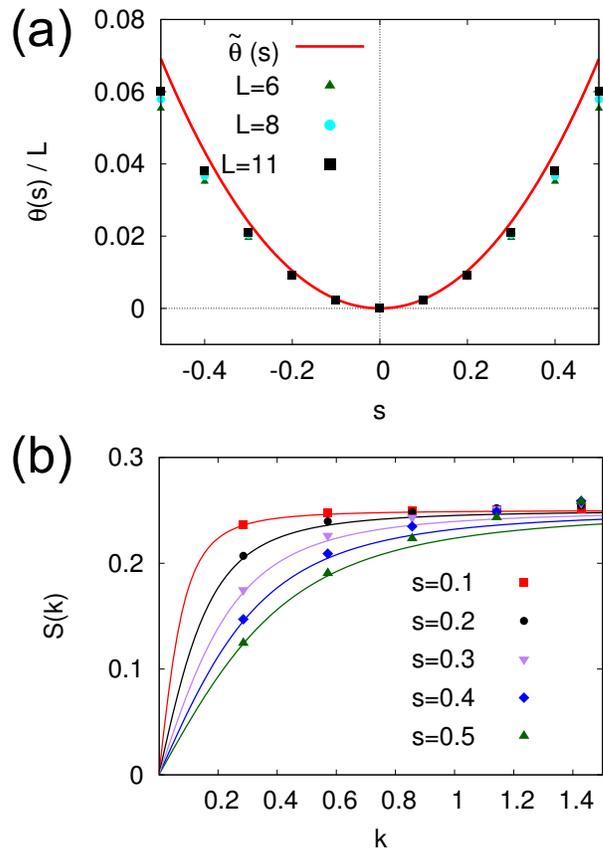 (a)
0.08
0.06
0.04
0.02
0
θ(s) / L
θ̃ (s)
L=6
L=8
L=11
-0.4 -0.2 0 0.2 0.4
s
(b)
0.3
0.2
0.1
0
S(k)
s=0.1
s=0.2
s=0.3
s=0.4
s=0.5
0.2 0.4 0.6 0.8 1 1.2 1.4
k